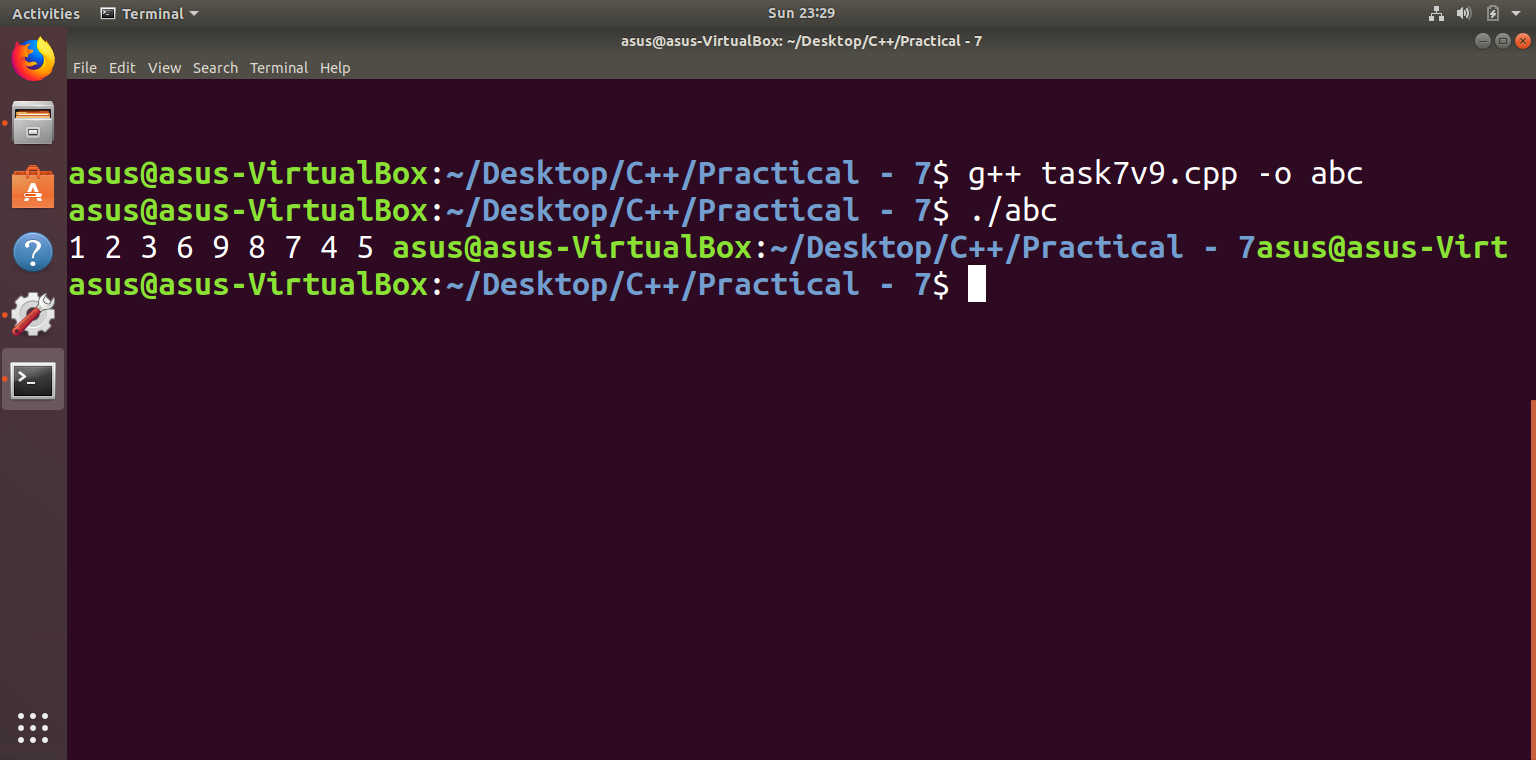 Activities Terminal Sun 23:29
asus@asus-VirtualBox: ~/Desktop/C++/Practical - 7
File Edit View Search Terminal Help
asus@asus-VirtualBox:~/Desktop/C++/Practical - 7$ g++ task7v9.cpp -o abc
asus@asus-VirtualBox:~/Desktop/C++/Practical - 7$ ./abc
1 2 3 6 9 8 7 4 5 asus@asus-VirtualBox:~/Desktop/C++/Practical - 7asus@asus-Virt
asus@asus-VirtualBox:~/Desktop/C++/Practical - 7$